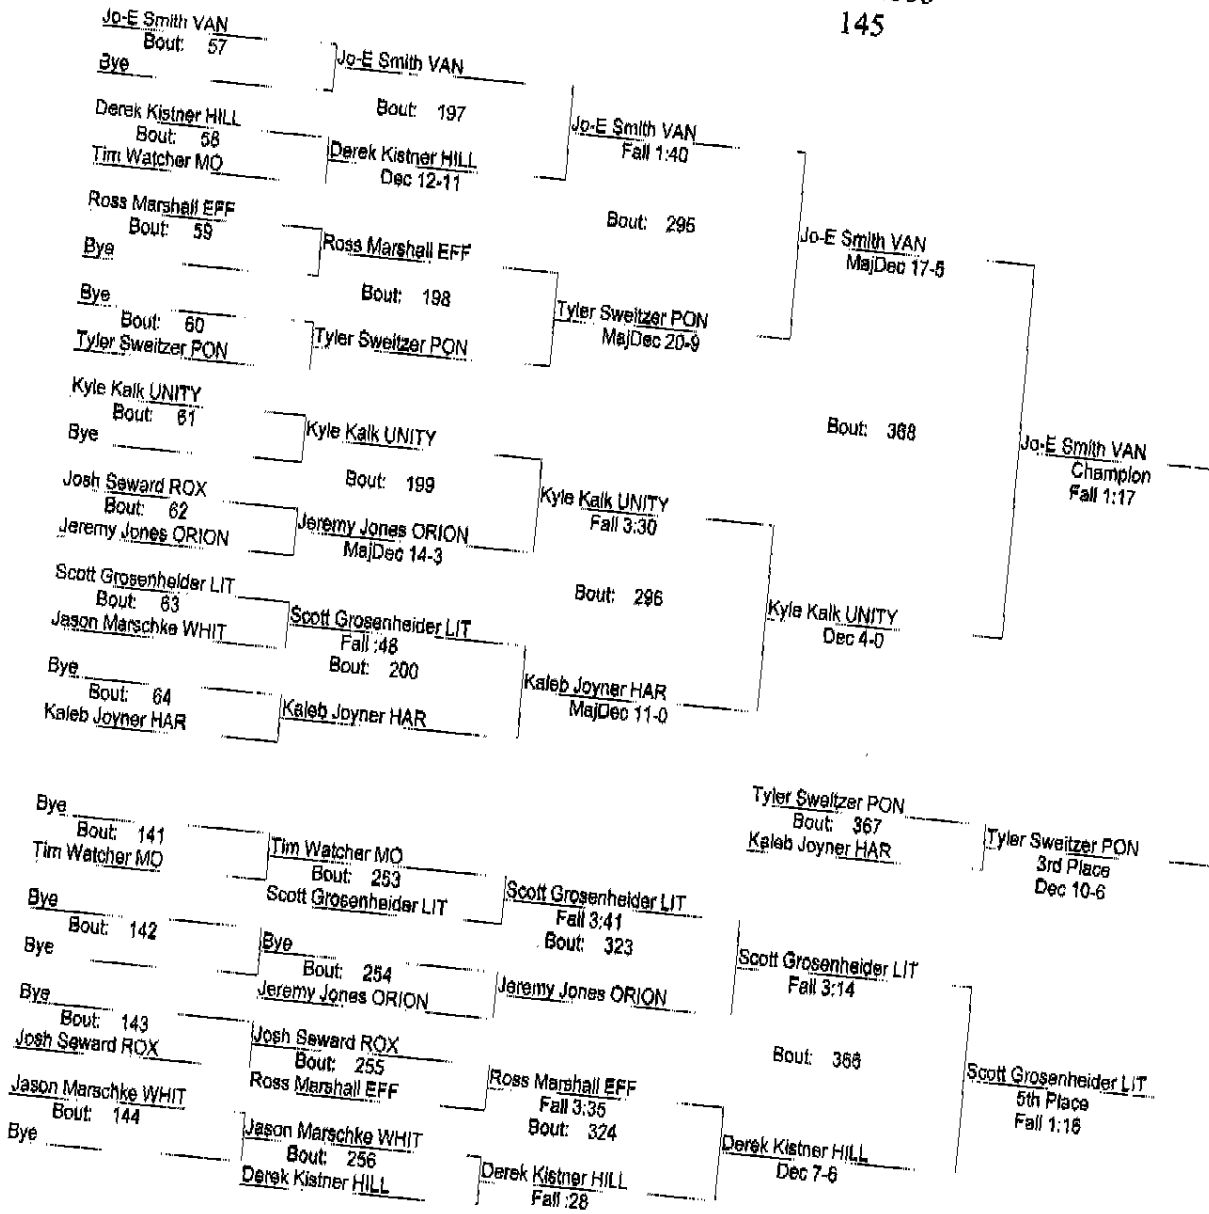 145
Jo-E Smith VAN
Bout: 57
Bye
Jo-E Smith VAN
Bout: 197
Derek Kistner HILL
Bout: 58
Tim Watcher MO
Derek Kistner HILL
Dec 12-11
Jo-E Smith VAN
Fall 1:40
Bout: 295
Ross Marshall EFF
Bout: 59
Bye
Ross Marshall EFF
Bout: 198
Bye
Bout: 60
Tyler Sweitzer PON
Tyler Sweitzer PON
Tyler Sweitzer PON
MajDec 20-9
Jo-E Smith VAN
MajDec 17-5
Bout: 368
Kyle Kalk UNITY
Bout: 61
Bye
Kyle Kalk UNITY
Bout: 199
Josh Seward ROX
Bout: 62
Jeremy Jones ORION
Jeremy Jones ORION
MajDec 14-3
Kyle Kalk UNITY
Fall 3:30
Bout: 296
Scott Grosenheider LIT
Bout: 63
Jason Marschke WHIT
Scott Grosenheider LIT
Fall :48
Bout: 200
Bye
Bout: 64
Kaleb Joyner HAR
Kaleb Joyner HAR
Kaleb Joyner HAR
MajDec 11-0
Kyle Kalk UNITY
Dec 4-0
Jo-E Smith VAN
Champion
Fall 1:17
Tyler Sweitzer PON
Bout: 367
Kaleb Joyner HAR
Tyler Sweitzer PON
3rd Place
Dec 10-6
Bye
Bout: 141
Tim Watcher MO
Tim Watcher MO
Bout: 253
Scott Grosenheider LIT
Scott Grosenheider LIT
Fall 3:41
Bout: 323
Bye
Bout: 142
Bye
Bye
Bout: 254
Jeremy Jones ORION
Jeremy Jones ORION
Scott Grosenheider LIT
Fall 3:14
Bout: 366
Bye
Bout: 143
Josh Seward ROX
Josh Seward ROX
Bout: 255
Ross Marshall EFF
Ross Marshall EFF
Fall 3:35
Bout: 324
Jason Marschke WHIT
Bout: 144
Bye
Jason Marschke WHIT
Bout: 256
Derek Kistner HILL
Derek Kistner HILL
Fall :28
Derek Kistner HILL
Dec 7-6
Scott Grosenheider LIT
5th Place
Fall 1:16